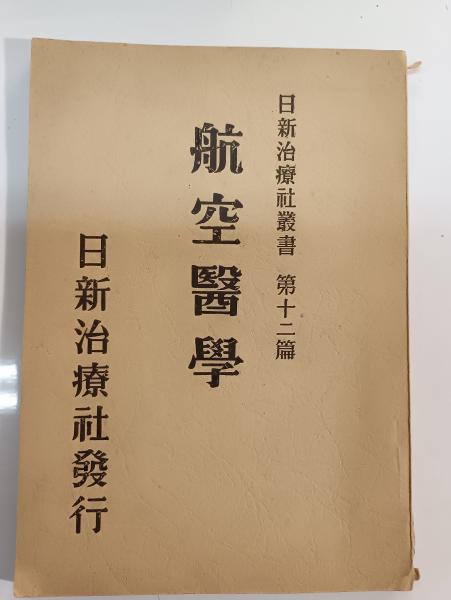 日新治療社叢書 第十二篇
航空醫學
日新治療社發行